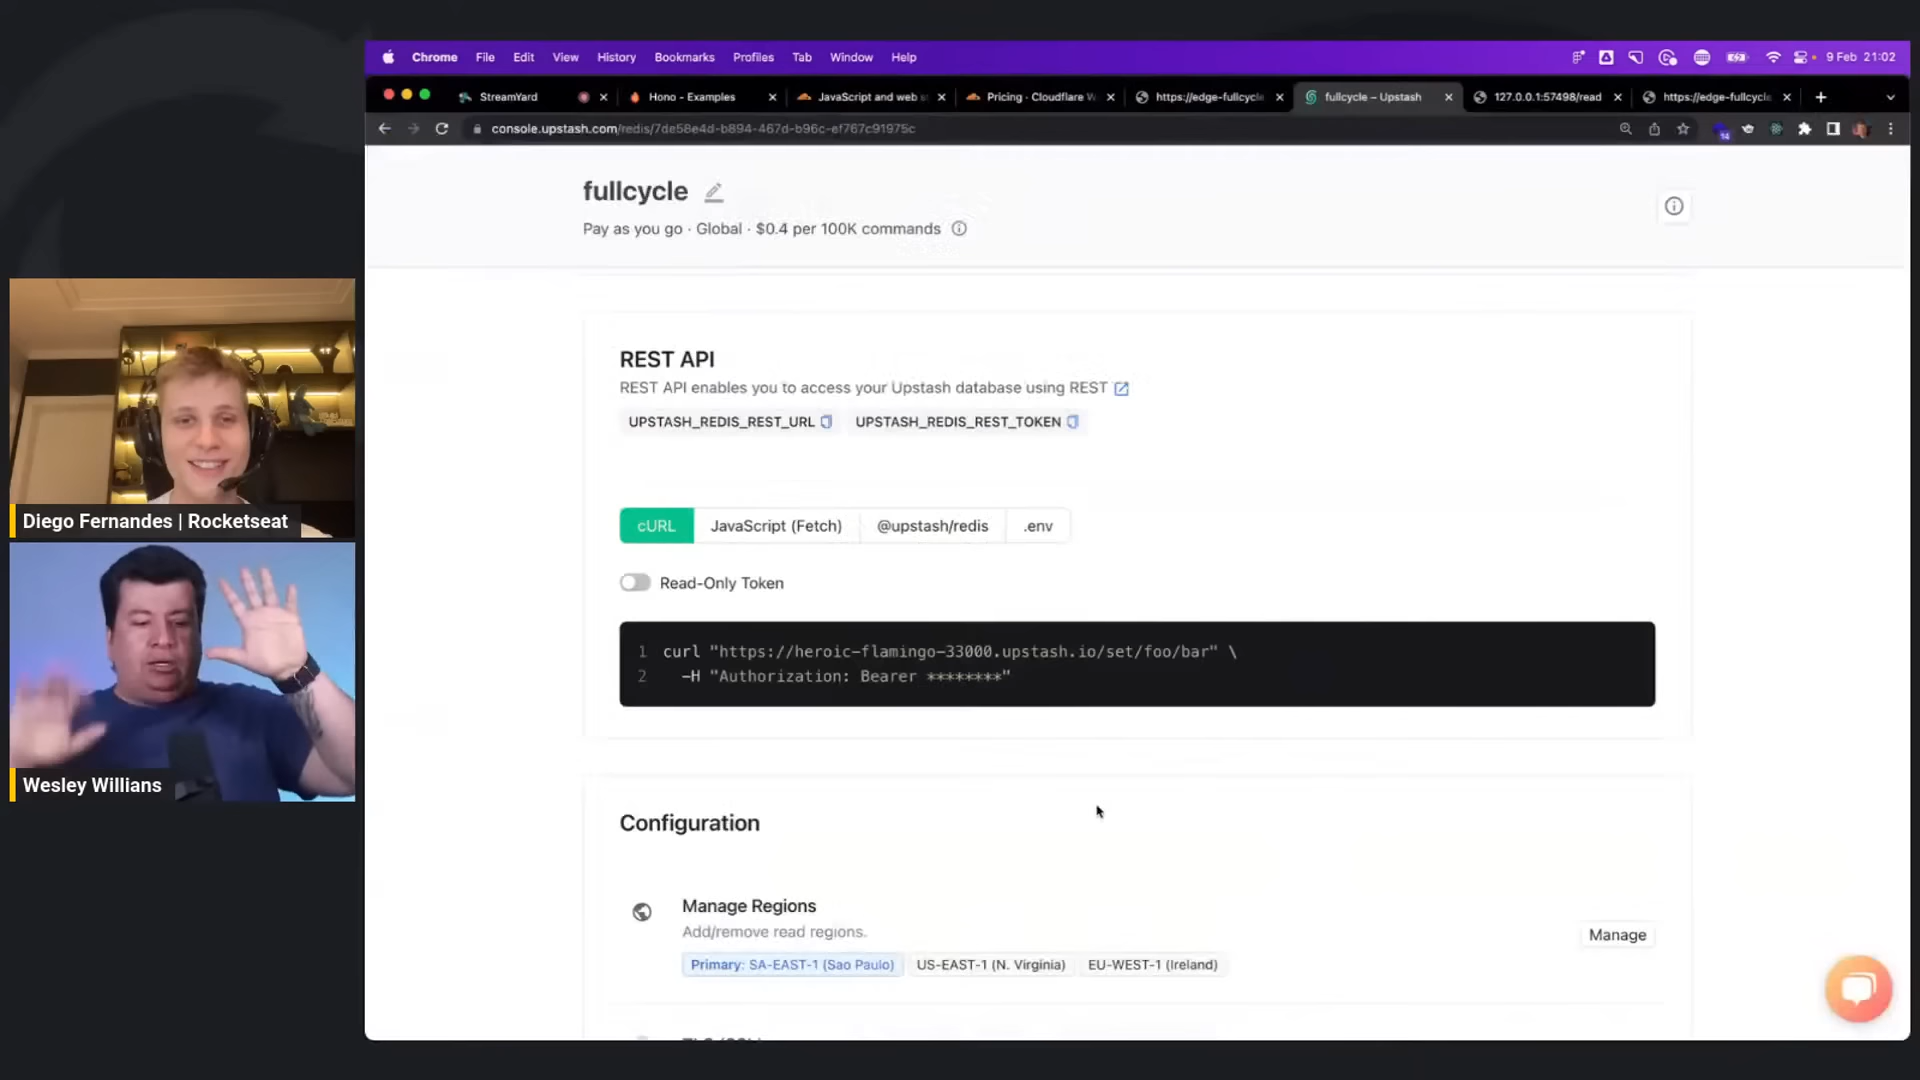 Chrome File Edit View History Bookmarks Profiles Tab Window Help 9 Feb 21:02
StreamYard Hono - Examples JavaScript and web s Pricing · Cloudflare W https://edge-fullcycle fullcycle – Upstash 127.0.0.1:57498/read https://edge-fullcycle
console.upstash.com/redis/7de58e4d-b894-467d-b96c-ef767c91975c
14
fullcycle
Pay as you go · Global · $0.4 per 100K commands
REST API
REST API enables you to access your Upstash database using REST
UPSTASH_REDIS_REST_URL UPSTASH_REDIS_REST_TOKEN
cURL JavaScript (Fetch) @upstash/redis .env
Read-Only Token
1 curl "https://heroic-flamingo-33000.upstash.io/set/foo/bar" \
2 -H "Authorization: Bearer ********"
Configuration
Manage Regions
Add/remove read regions.
Manage
Primary: SA-EAST-1 (Sao Paulo) US-EAST-1 (N. Virginia) EU-WEST-1 (Ireland)
Diego Fernandes | Rocketseat
Wesley Willians